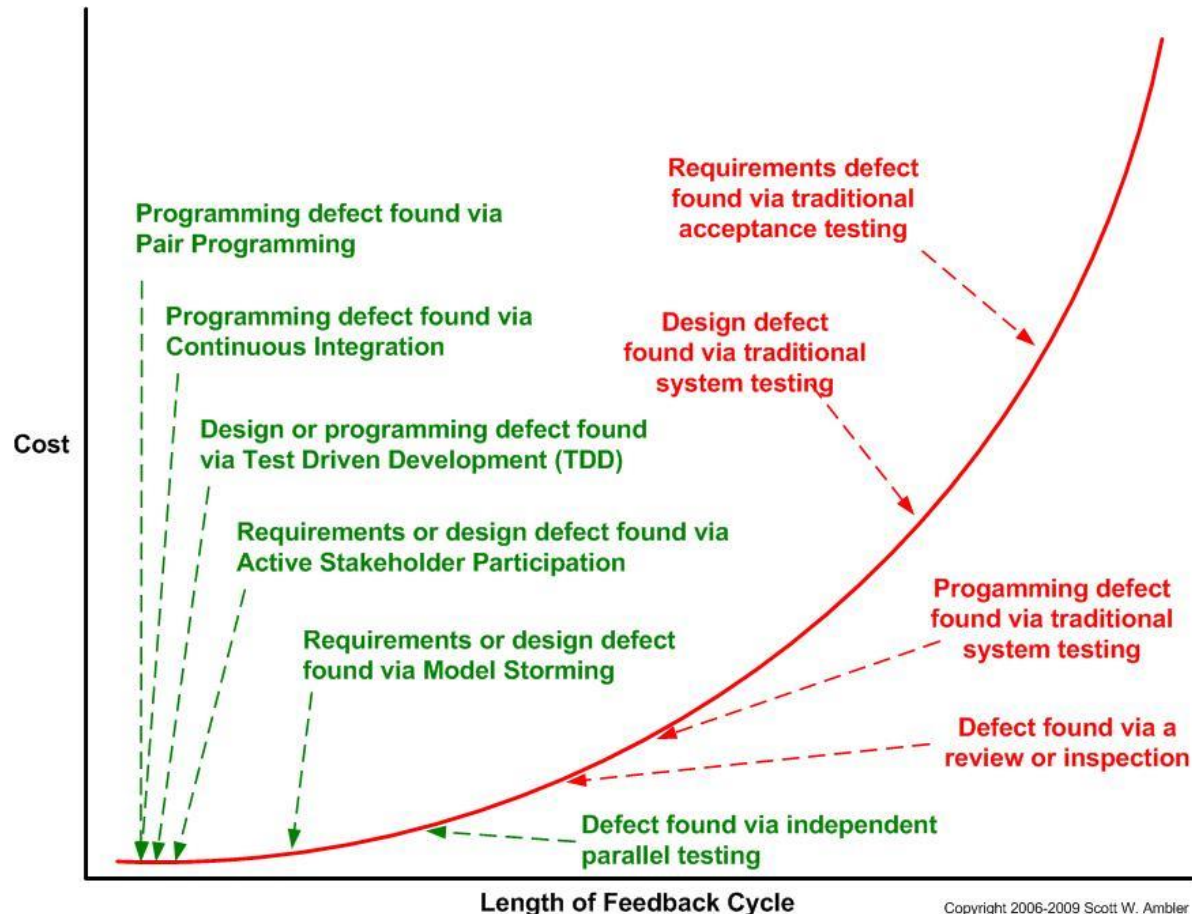 Requirements defect
found via traditional
acceptance testing
Programming defect found via
Pair Programming
Programming defect found via
Continuous Integration
Design defect
found via traditional
system testing
Cost
Design or programming defect found
via Test Driven Development (TDD)
Requirements or design defect found via
Active Stakeholder Participation
Progamming defect
found via traditional
system testing
Requirements or design defect
found via Model Storming
Defect found via a
review or inspection
Defect found via independent
parallel testing
Length of Feedback Cycle
Copyright 2006-2009 Scott W. Ambler